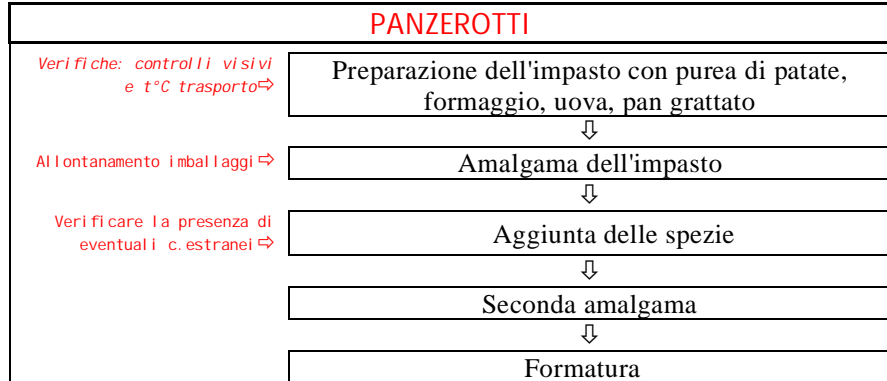 PANZEROTTI
Verifiche: controlli visivi
e t°C trasporto⇨
Preparazione dell'impasto con purea di patate,
formaggio, uova, pan grattato
⇩
Allontanamento imballaggi⇨
Amalgama dell'impasto
⇩
Verificare la presenza di
eventuali c.estranei⇨
Aggiunta delle spezie
⇩
Seconda amalgama
⇩
Formatura